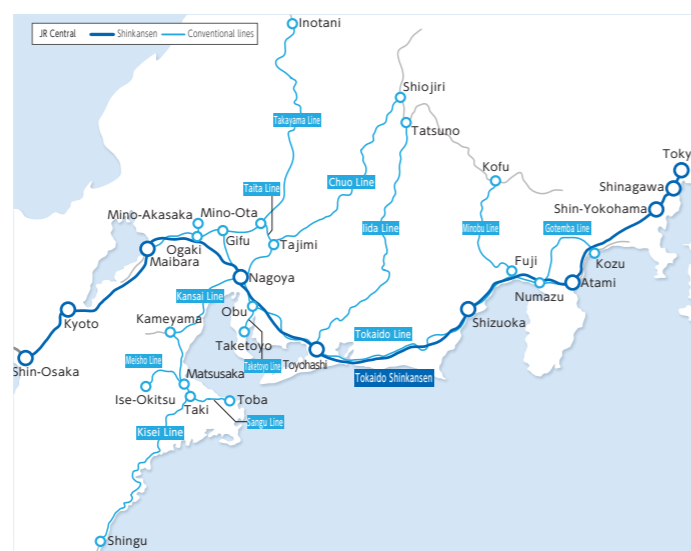 JR Central Shinkansen Conventional lines
Inotani
Shiojiri
Takayama Line
Tatsuno
Toky
Kofu
Chuo Line
Taita Line
Shinagawa
Mino-Akasaka
Mino-Ota
Shin-Yokohama
Iida Line
Minobu Line
Gotemba Line
Gifu
Tajimi
Ogaki
Maibara
Fuji
Kozu
Nagoya
Atami
Kansai Line
Numazu
Obu
Kyoto
Kameyama
Shizuoka
Tokaido Line
Taketoyo
Meisho Line
Taketoyo Line
Toyohashi
Shin-Osaka
Tokaido Shinkansen
Matsusaka
Ise-Okitsu
Taki
Toba
Sangu Line
Kisei Line
Shingu